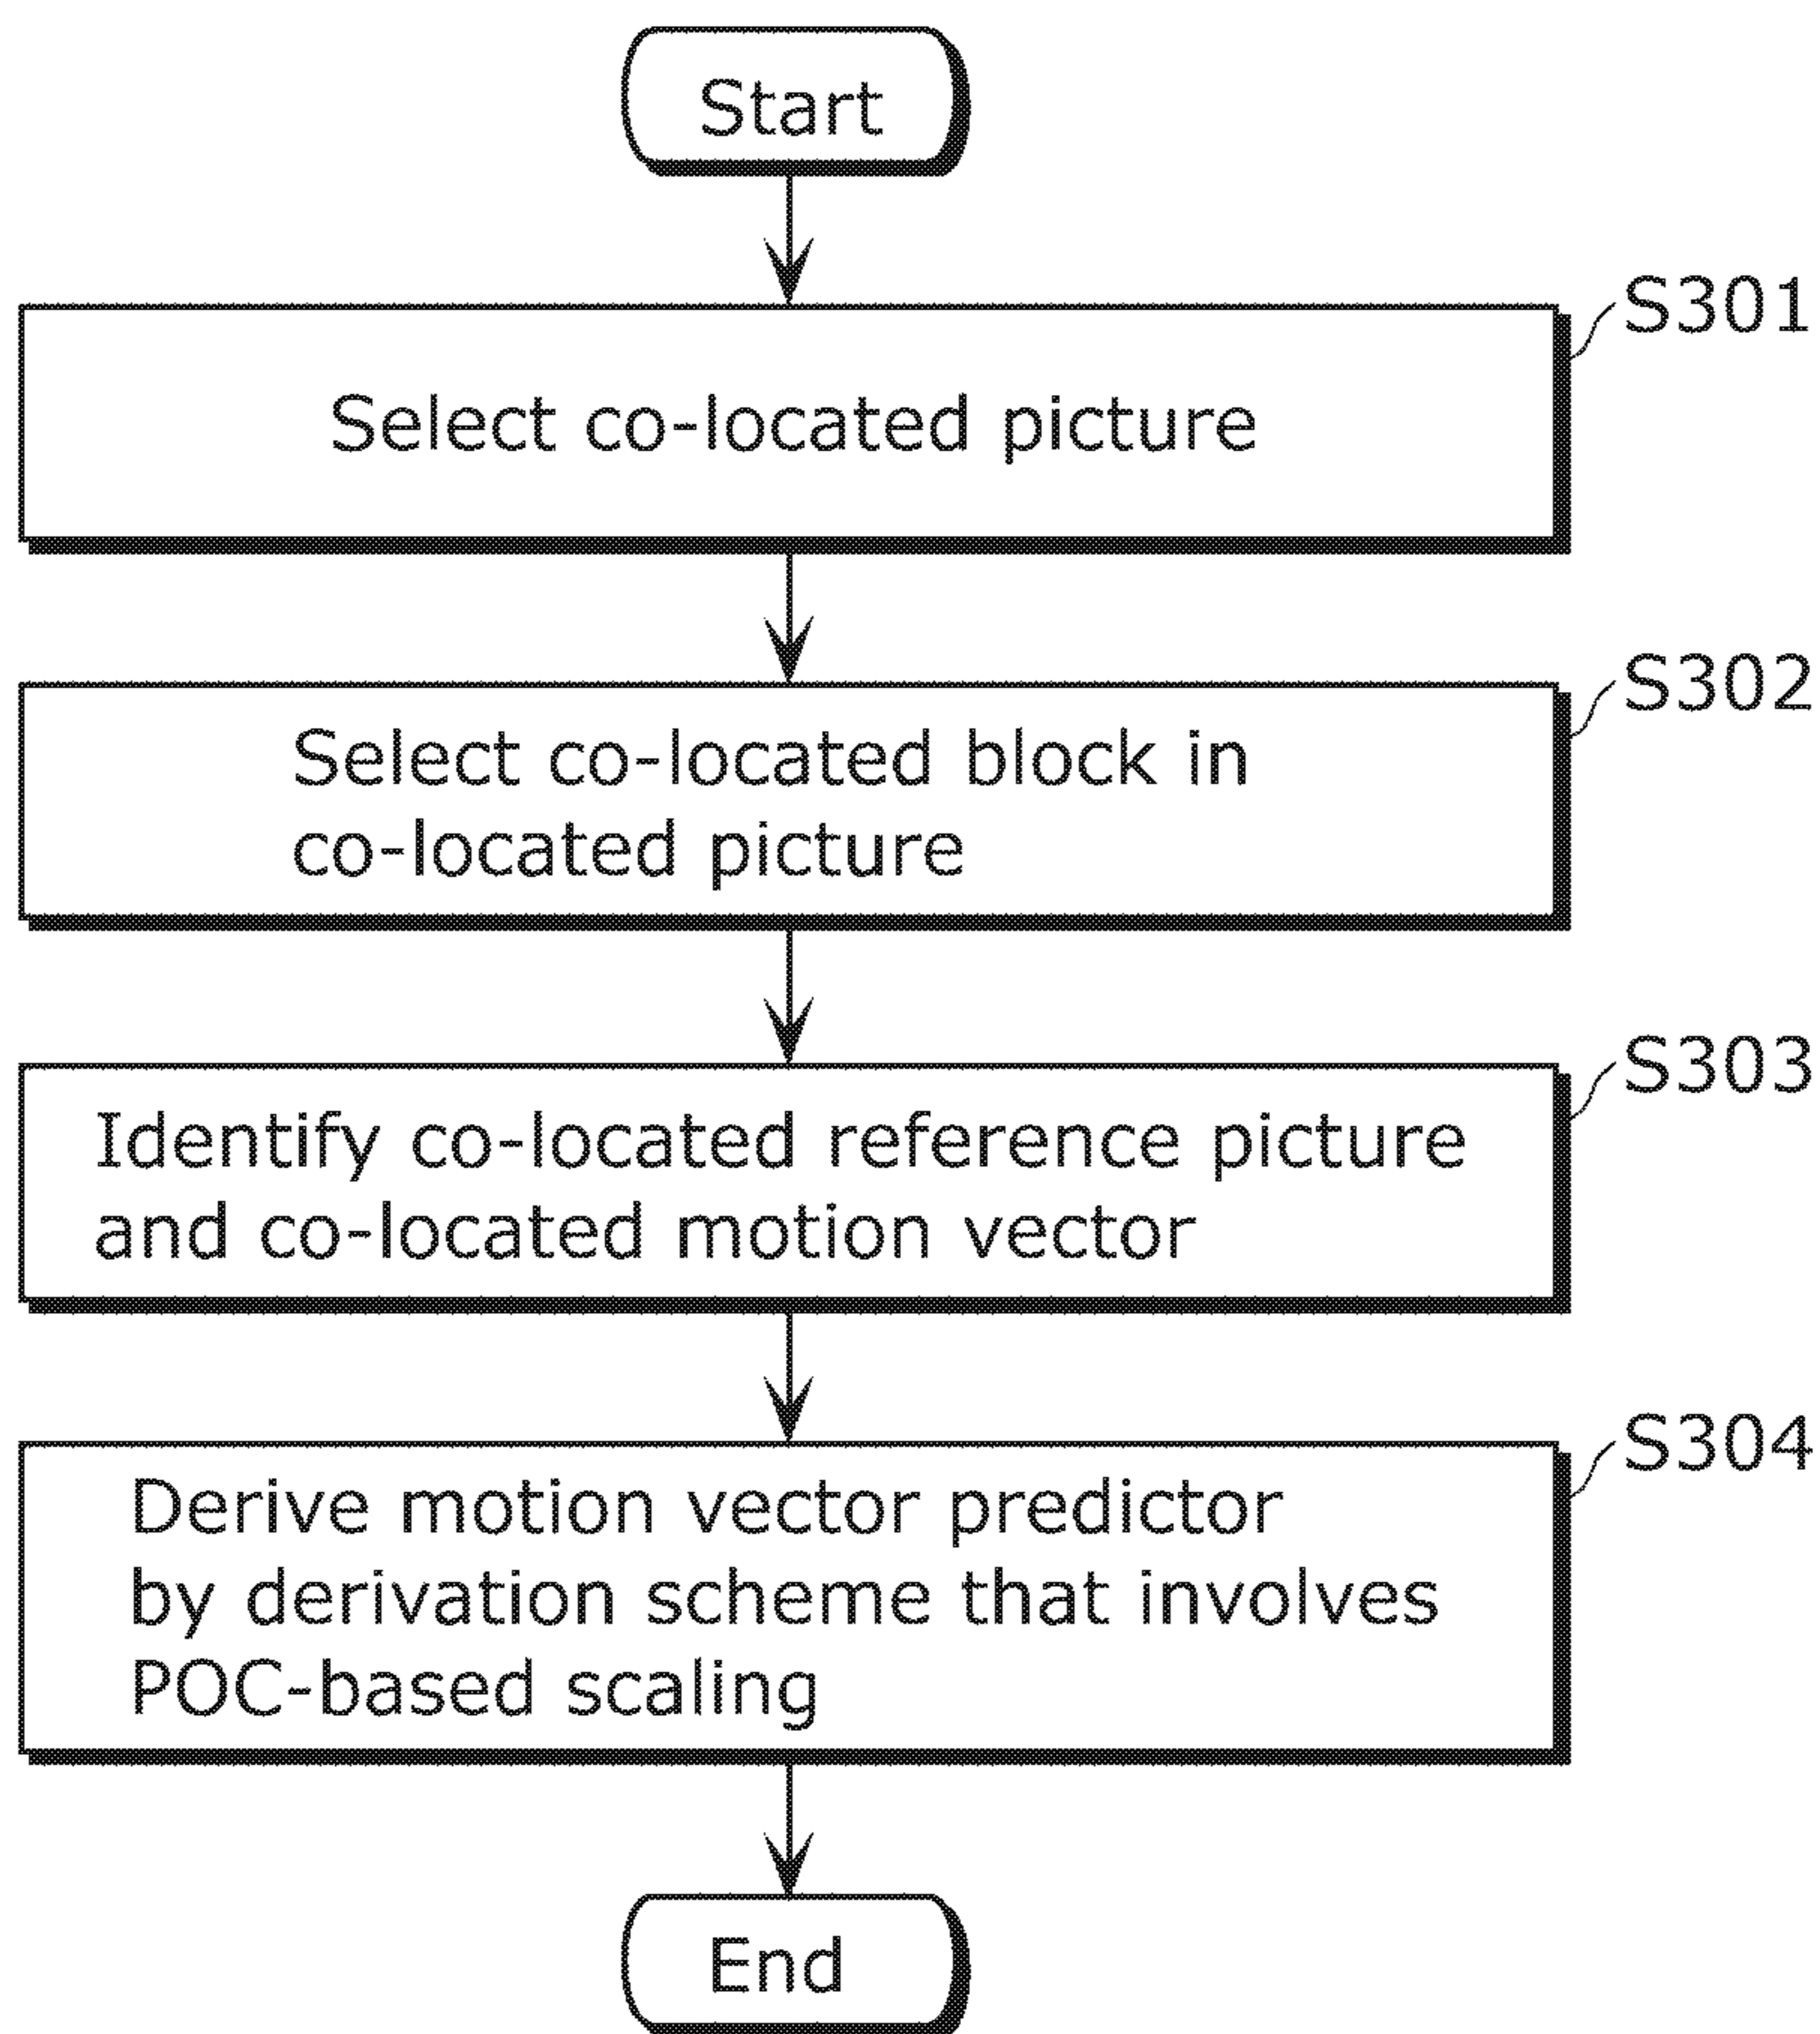 Start
S301
Select co-located picture
S302
Select co-located block in
co-located picture
S303
Identify co-located reference picture
and co-located motion vector
S304
Derive motion vector predictor
by derivation scheme that involves
POC-based scaling
End